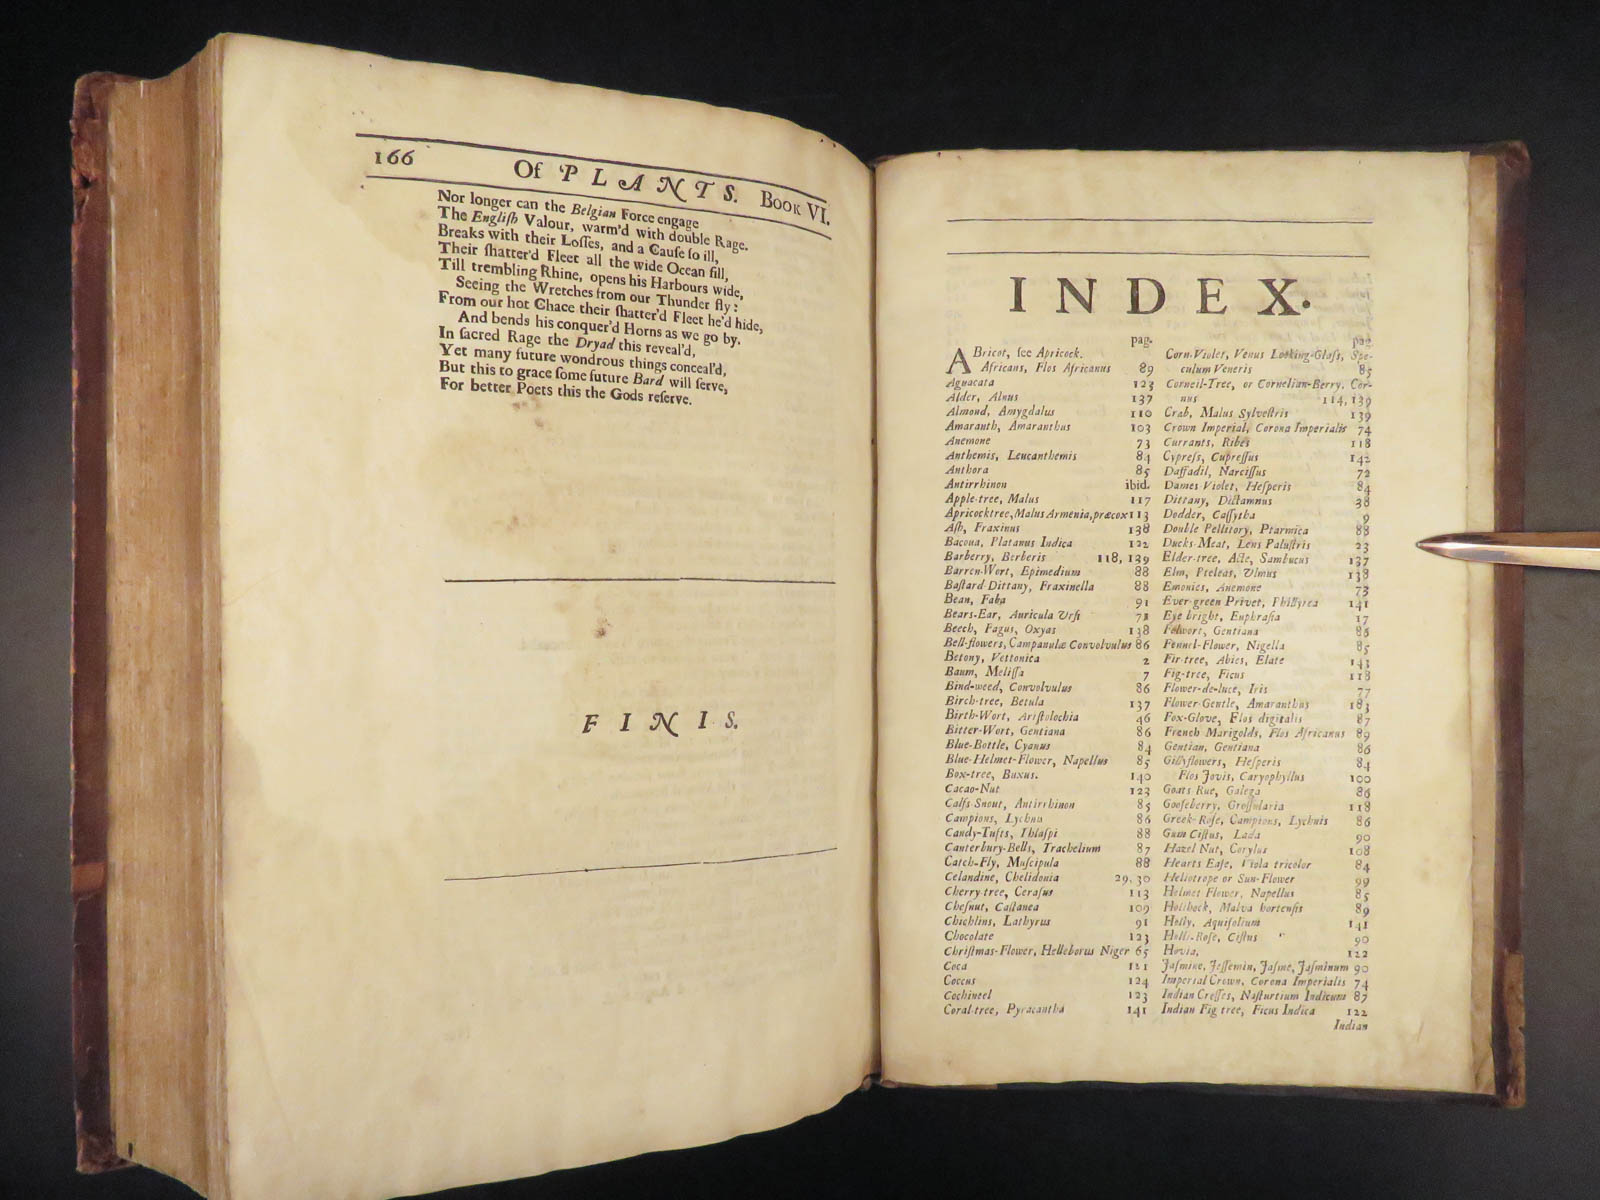 166 Of PLANTS. Book VI.
Nor longer can the Belgian Force engage
The Engliſh Valour, warm'd with double Rage.
Breaks with their Loſſes, and a Cauſe ſo ill,
Their ſhatter'd Fleet all the wide Ocean fill,
Till trembling Rhine, opens his Harbours wide,
Seeing the Wretches from our Thunder fly:
From our hot Chace their ſhatter'd Fleet he'd hide,
And bends his conquer'd Horns as we go by.
In ſacred Rage the Dryad this reveal'd,
Yet many future wondrous things conceal'd,
But this to grace ſome future Bard will ſerve,
For better Poets this the Gods reſerve.
FINIS.
INDEX.
pag.
ABricot, ſee Apricock.
Africans, Flos Africanus 89
Aguacata 123
Alder, Alnus 137
Almond, Amygdalus 110
Amaranth, Amaranthus 103
Anemone 73
Anthemis, Leucanthemis 84
Anthora 85
Antirrhinon ibid.
Apple-tree, Malus 117
Apricocktree, Malus Armenia, præcox 113
Aſh, Fraxinus 138
Bacoua, Platanus Indica 122
Barberry, Berberis 118, 139
Barren-Wort, Epimedium 88
Baſtard-Dittany, Fraxinella 88
Bean, Faba 91
Bears-Ear, Auricula Urſi 71
Beech, Fagus, Oxyas 138
Bell-flowers, Campanulæ Convolvulus 86
Betony, Vettonica 2
Baum, Meliſſa 7
Bind-weed, Convolvulus 86
Birch-tree, Betula 137
Birth-Wort, Ariſtolochia 46
Bitter-Wort, Gentiana 86
Blue-Bottle, Cyanus 84
Blue-Helmet-Flower, Napellus 85
Box-tree, Buxus. 140
Cacao-Nut 123
Calfs Snout, Antirrhinon 85
Campions, Lychnis 86
Candy-Tufts, Thlaſpi 88
Canterbury-Bells, Trachelium 87
Catch-Fly, Muſcipula 88
Celandine, Chelidonia 29, 30
Cherry-tree, Ceraſus 113
Cheſnut, Caſtanea 109
Chichlins, Lathyrus 91
Chocolate 123
Chriſtmas-Flower, Helleborus Niger 65
Coca 121
Coccus 124
Cochineel 123
Coral-tree, Pyracantha 141
pag.
Corn-Violet, Venus Looking-Glaſs, Spe-
culum Veneris 85
Corneil-Tree, or Cornelian-Berry, Cor-
nus 114, 139
Crab, Malus Sylveſtris 139
Crown Imperial, Corona Imperialis 74
Currants, Ribes 118
Cypreſs, Cupreſſus 142
Daffadil, Narciſſus 72
Dames-Violet, Heſperis 84
Dittany, Dictamnus 38
Dodder, Caſſytha 9
Double Pellitory, Ptarmica 88
Ducks-Meat, Lens Paluſtris 23
Elder-tree, Acte, Sambucus 137
Elm, Pteleas, Ulmus 138
Emonies, Anemone 73
Ever-green Privet, Phillyrea 141
Eye bright, Euphraſia 17
Felwort, Gentiana 86
Fennel-Flower, Nigella 85
Fir-tree, Abies, Elate 143
Fig-tree, Ficus 118
Flower-de-luce, Iris 77
Flower-Gentle, Amaranthus 183
Fox-Glove, Flos digitalis 87
French Marigolds, Flos Africanus 89
Gentian, Gentiana 86
Gillyflowers, Heſperis 84
Flos Jovis, Caryophyllus 100
Goats Rue, Galega 86
Gooſeberry, Groſſularia 118
Greek-Roſe, Campions, Lychnis 86
Gum Ciſtus, Lada 90
Hazel Nut, Corylus 108
Hearts Eaſe, Viola tricolor 84
Heliotrope or Sun-Flower 99
Helmet Flower, Napellus 85
Holihock, Malva hortenſis 89
Holly, Aquifolium 141
Holli-Roſe, Ciſtus 90
Hovia, 122
Jaſmine, Jeſſemin, Jaſme, Jaſminum 90
Imperial Crown, Corona Imperialis 74
Indian Creſſes, Naſturtium Indicum 87
Indian Fig tree, Ficus Indica 122
Indian